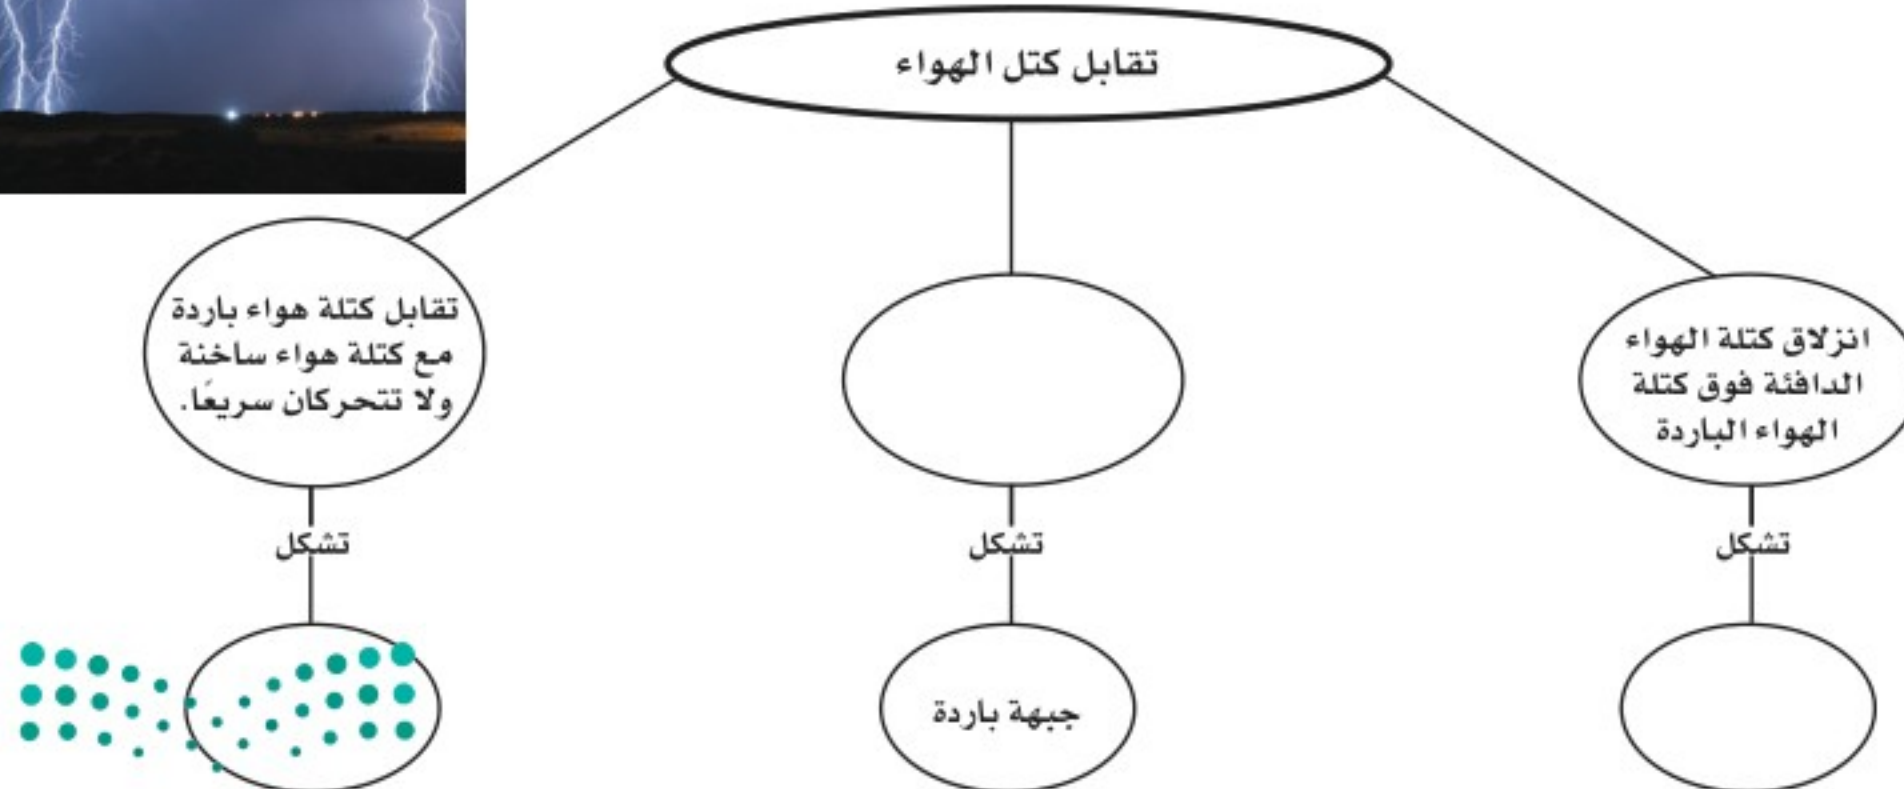 تقابل كتل الهواء
انزلاق كتلة الهواء
الدافئة فوق كتلة
الهواء الباردة
تقابل كتلة هواء باردة
مع كتلة هواء ساخنة
ولا تتحركان سريعًا.
تشكل
تشكل
تشكل
جبهة باردة